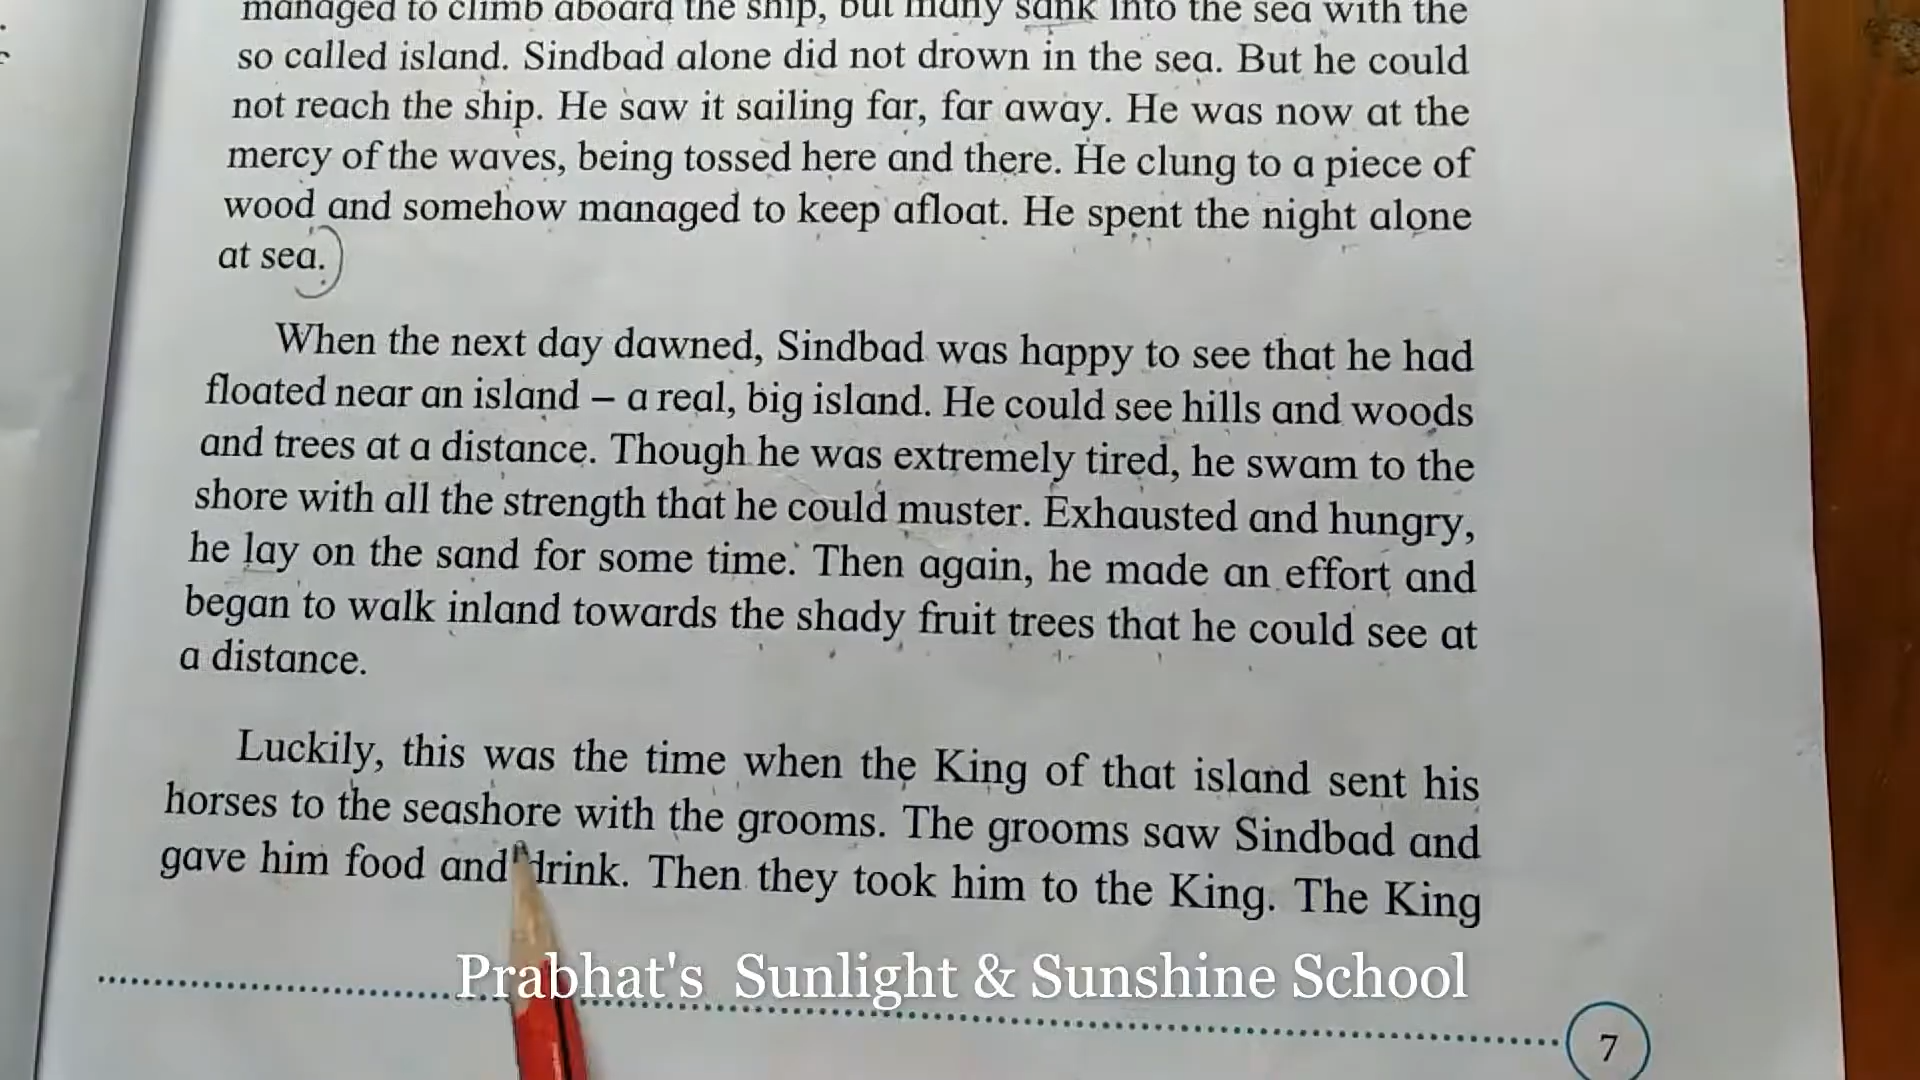 managed to climb aboard the ship, but many sank into the sea with the
so called island. Sindbad alone did not drown in the sea. But he could
not reach the ship. He saw it sailing far, far away. He was now at the
mercy of the waves, being tossed here and there. He clung to a piece of
wood and somehow managed to keep afloat. He spent the night alone
at sea.)
When the next day dawned, Sindbad was happy to see that he had
floated near an island – a real, big island. He could see hills and woods
and trees at a distance. Though he was extremely tired, he swam to the
shore with all the strength that he could muster. Exhausted and hungry,
he lay on the sand for some time. Then again, he made an effort and
began to walk inland towards the shady fruit trees that he could see at
a distance.
Luckily, this was the time when the King of that island sent his
horses to the seashore with the grooms. The grooms saw Sindbad and
gave him food and drink. Then they took him to the King. The King
Prabhat's Sunlight & Sunshine School
7